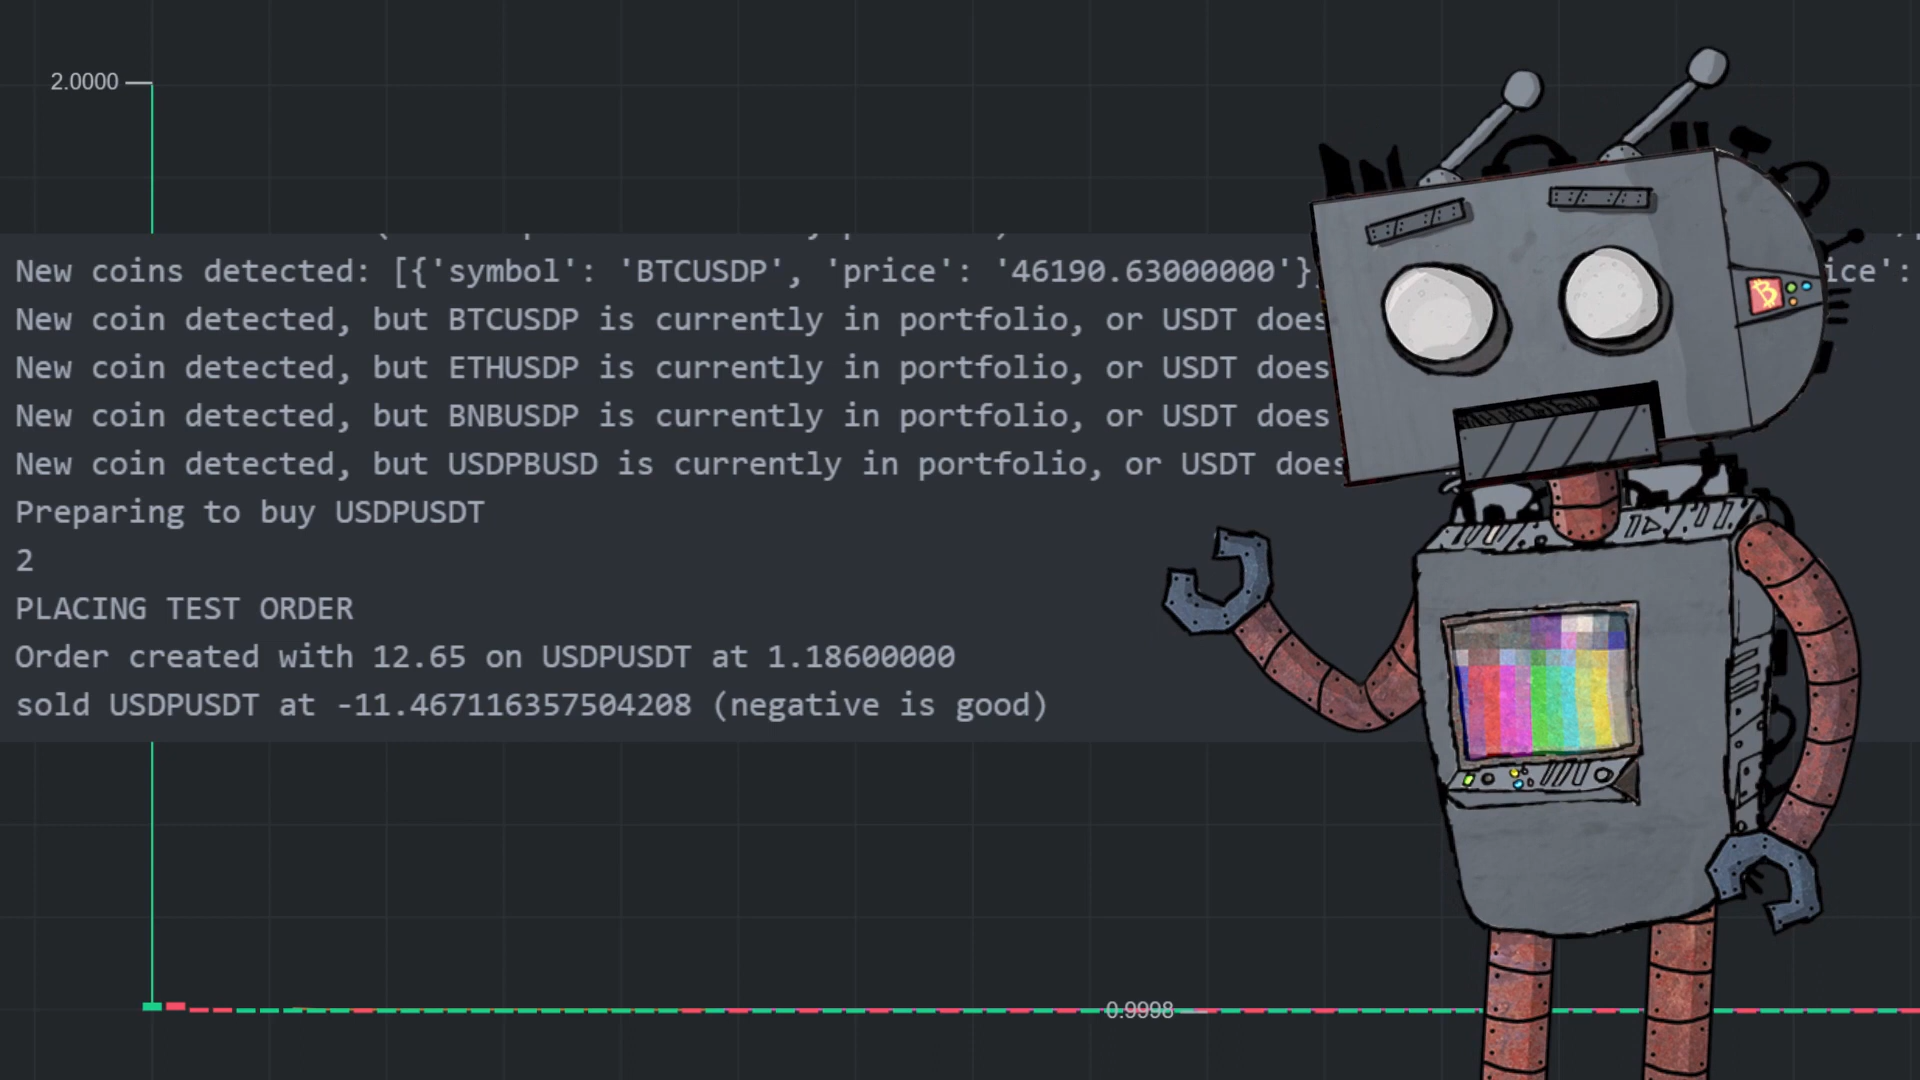 2.0000
New coins detected: [{'symbol': 'BTCUSDP', 'price': '46190.63000000'} ice':
New coin detected, but BTCUSDP is currently in portfolio, or USDT does
New coin detected, but ETHUSDP is currently in portfolio, or USDT does
New coin detected, but BNBUSDP is currently in portfolio, or USDT does
New coin detected, but USDPBUSD is currently in portfolio, or USDT does
Preparing to buy USDPUSDT
2
PLACING TEST ORDER
Order created with 12.65 on USDPUSDT at 1.18600000
sold USDPUSDT at -11.467116357504208 (negative is good)
0.9998